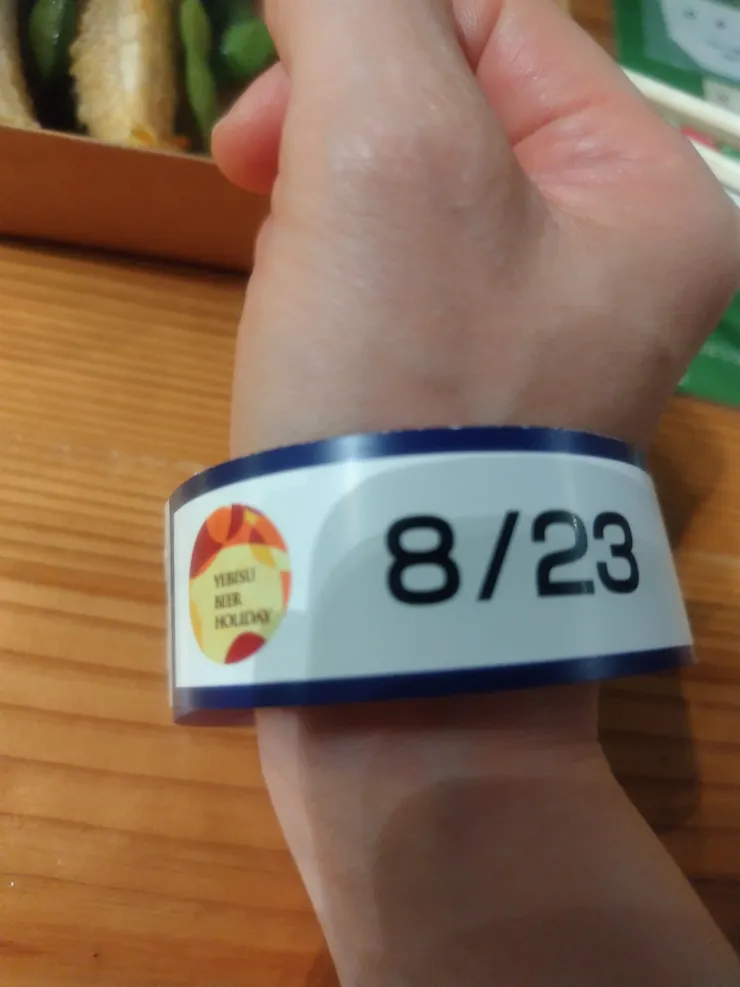 YEBISU
BEER
HOLIDAY
8/23